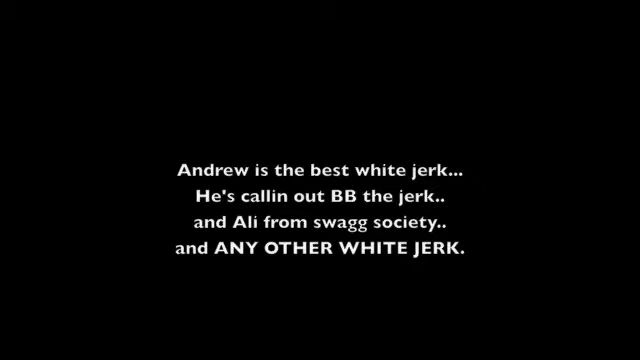 Andrew is the best white jerk...
He's callin out BB the jerk..
and Ali from swagg society..
and ANY OTHER WHITE JERK.